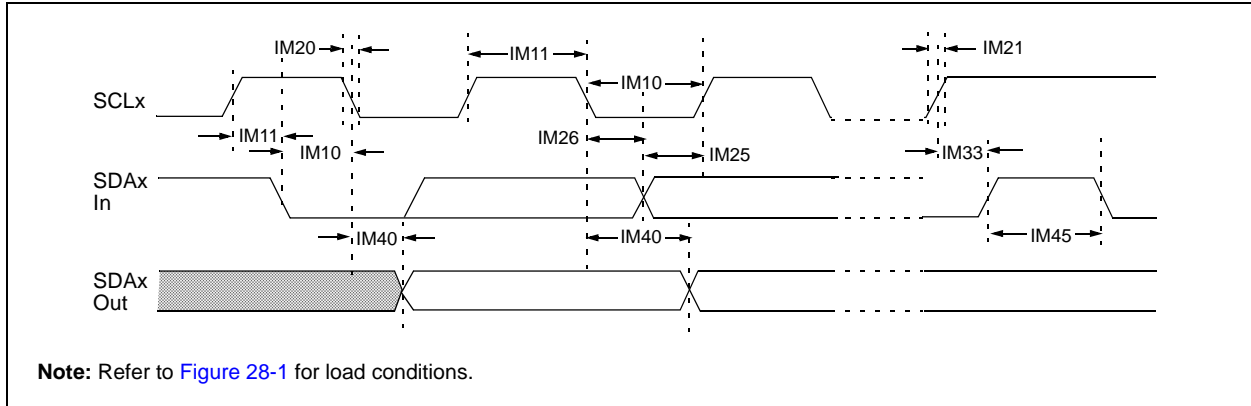 IM20
IM11
IM21
IM10
SCLx
IM11
IM26
IM10
IM25
IM33
SDAx
In
IM40
IM40
IM45
SDAx
Out
Note: Refer to Figure 28-1 for load conditions.